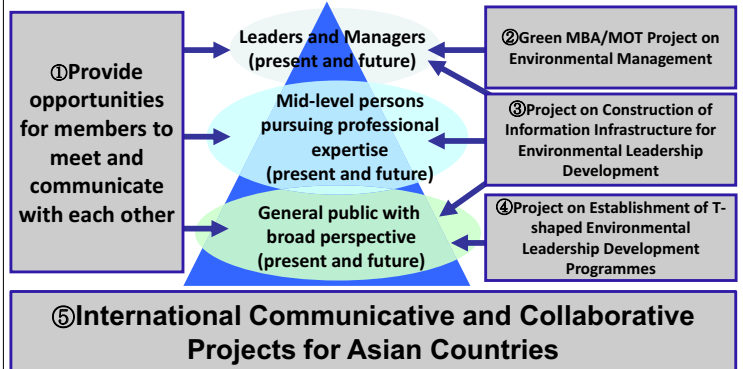 ①Provide
opportunities
for members to
meet and
communicate
with each other
Leaders and Managers
(present and future)
Mid-level persons
pursuing professional
expertise
(present and future)
General public with
broad perspective
(present and future)
②Green MBA/MOT Project on
Environmental Management
③Project on Construction of
Information Infrastructure for
Environmental Leadership
Development
④Project on Establishment of T-
shaped Environmental
Leadership Development
Programmes
⑤International Communicative and Collaborative
Projects for Asian Countries